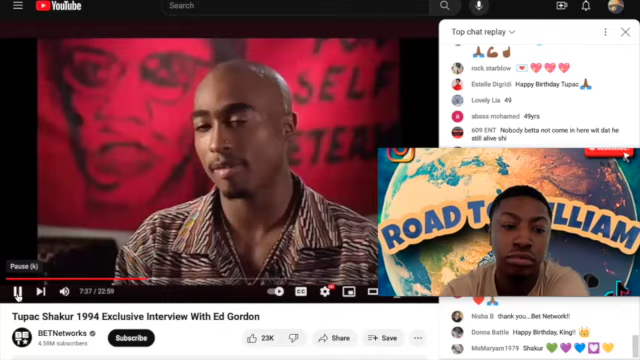 YouTube
Search
Top chat replay
rock starblow
Estelle Digridi Happy Birthday Tupac
Lovely Lia 49
abass mohamed 49yrs
609 ENT Nobody betta not come in here wit dat he
still alive shi
SELF
ROAD TO
WILLIAM
Pause (k)
7:37 / 22:59
Tupac Shakur 1994 Exclusive Interview With Ed Gordon
BET
BETNetworks
4.58M subscribers
Subscribe
23K
Share
Save
Nisha B thank you...Bet Network!!
Donna Battle Happy Birthday, King!!
MsMaryam1979 Shakur